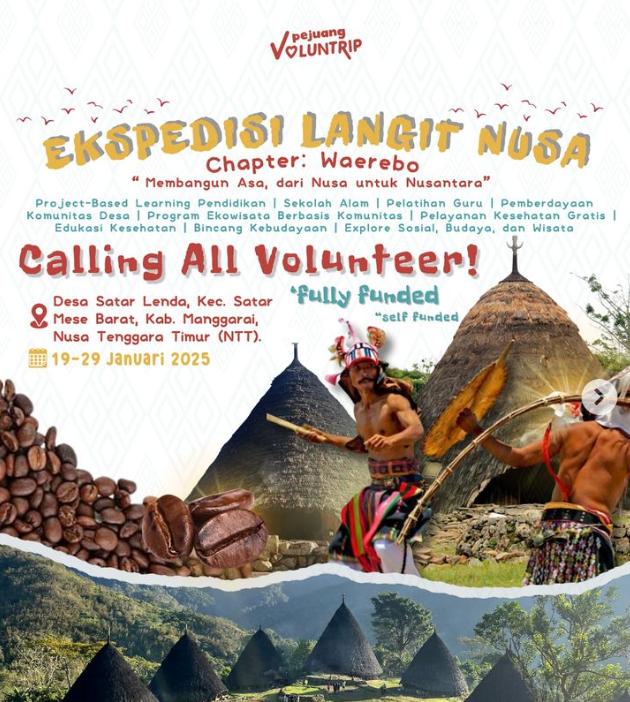 pejuang
VOLUNTRIP
EKSPEDISI LANGIT NUSA
Chapter: Waerebo
“ Membangun Asa, dari Nusa untuk Nusantara”
Project-Based Learning Pendidikan | Sekolah Alam | Pelatihan Guru | Pemberdayaan
Komunitas Desa | Program Ekowisata Berbasis Komunitas | Pelayanan Kesehatan Gratis |
Edukasi Kesehatan | Bincang Kebudayaan | Explore Sosial, Budaya, dan Wisata
Calling All Volunteer!
*fully funded
*self funded
Desa Satar Lenda, Kec. Satar
Mese Barat, Kab. Manggarai,
Nusa Tenggara Timur (NTT).
19-29 Januari 2025